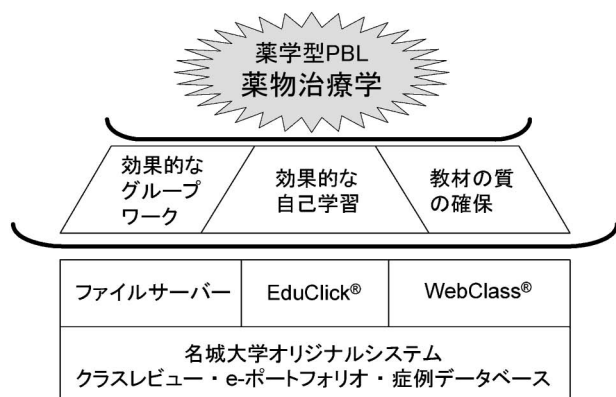 薬学型PBL
薬物治療学
効果的な
グループ
ワーク
効果的な
自己学習
教材の質
の確保
ファイルサーバー
EduClick®
WebClass®
名城大学オリジナルシステム
クラスレビュー・e-ポートフォリオ・症例データベース